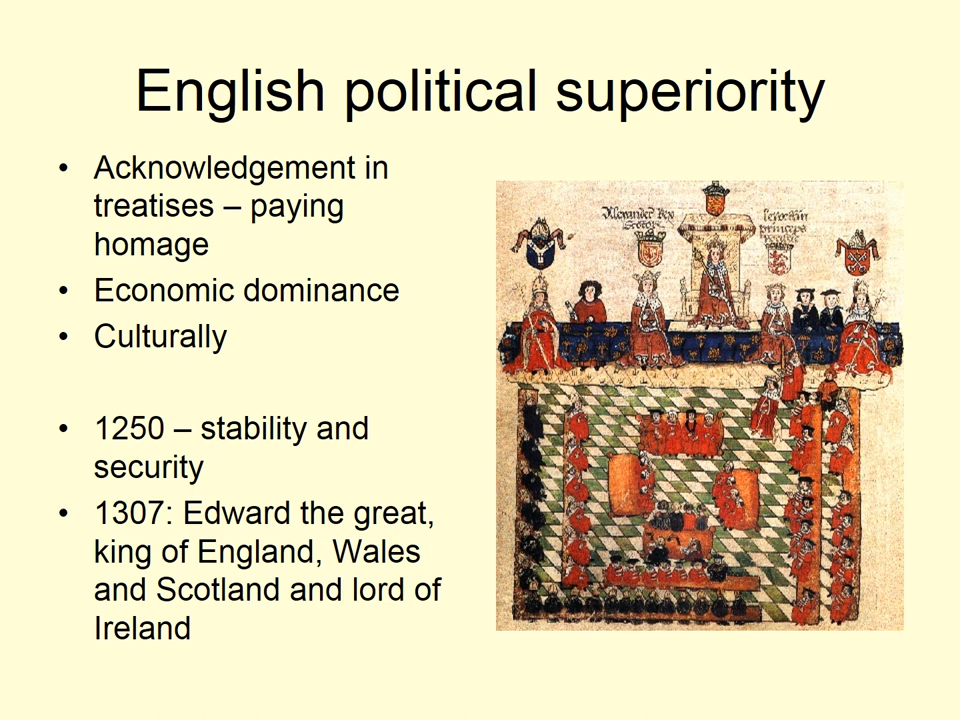 English political superiority
• Acknowledgement in
treatises – paying
homage
• Economic dominance
• Culturally
• 1250 – stability and
security
• 1307: Edward the great,
king of England, Wales
and Scotland and lord of
Ireland
Alexander Rex
princeps